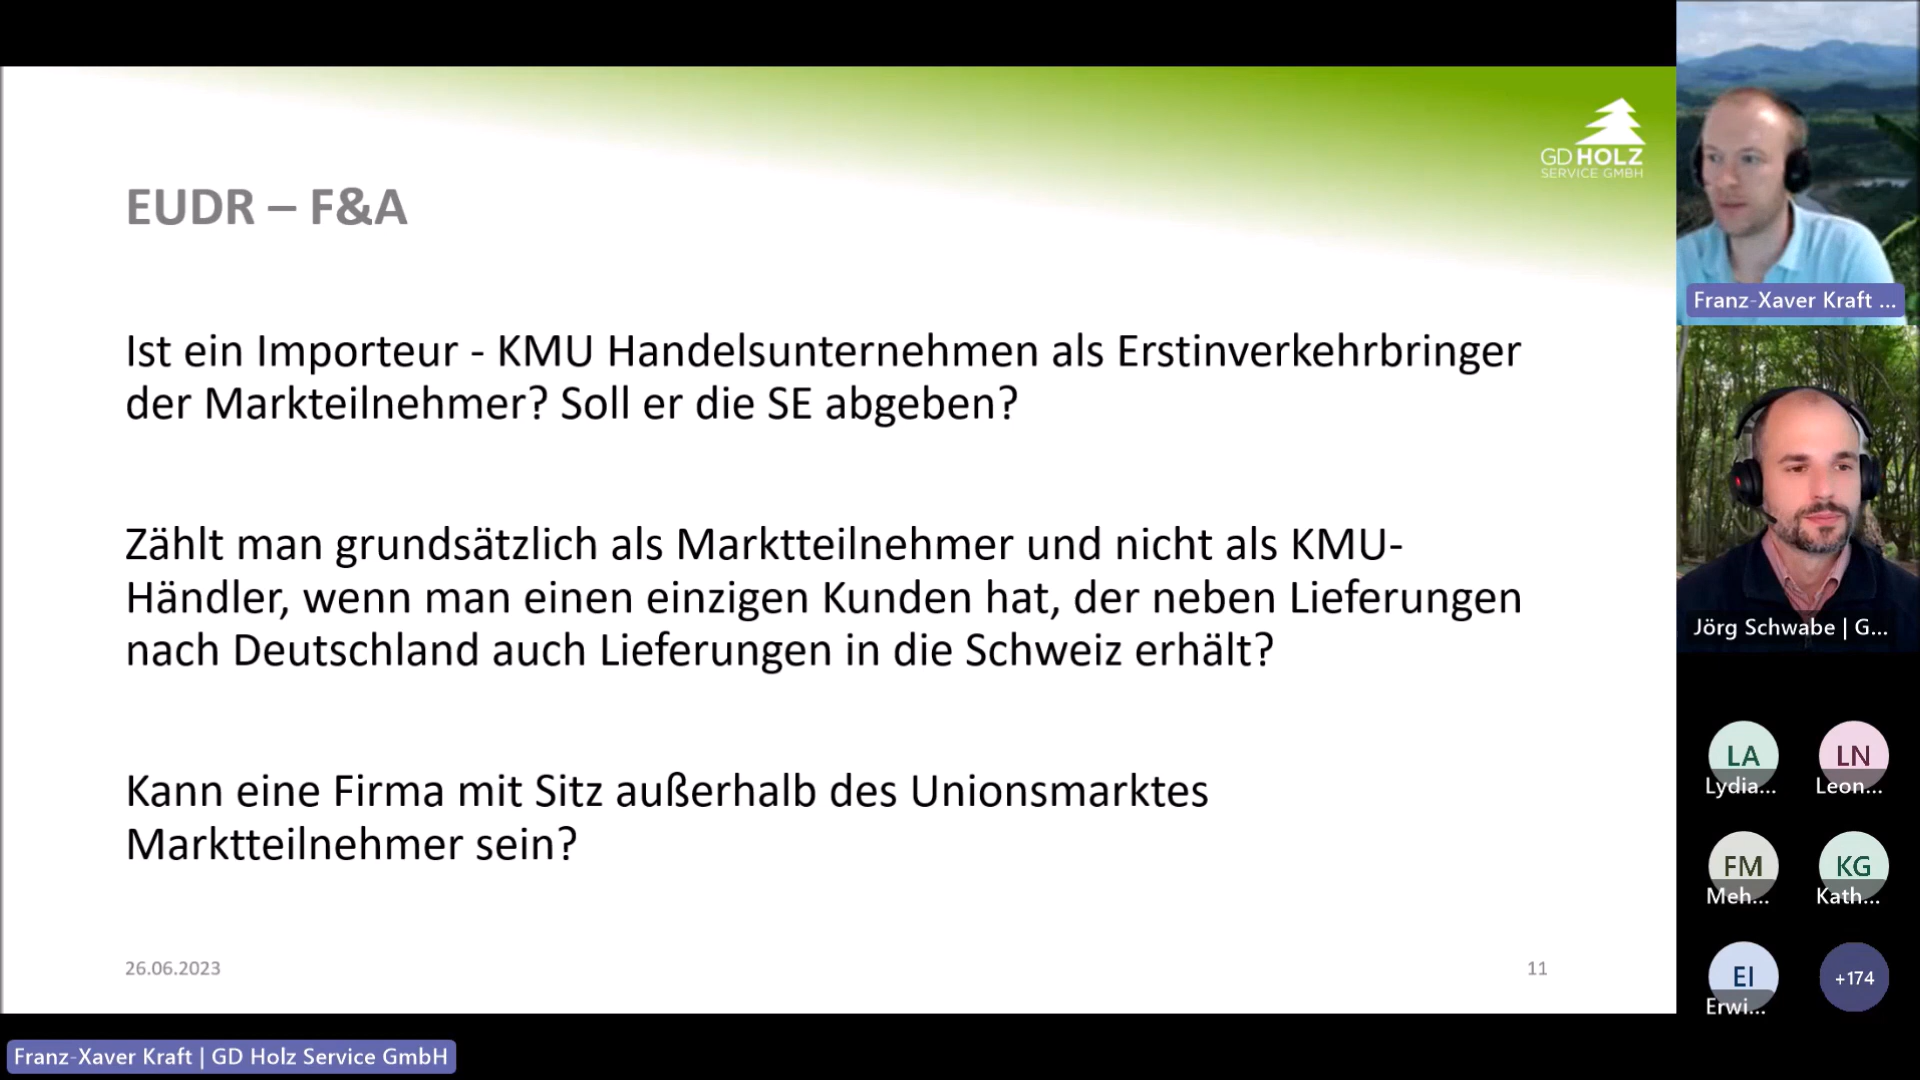 GD HOLZ
SERVICE GMBH
EUDR – F&A
Ist ein Importeur - KMU Handelsunternehmen als Erstinverkehrbringer
der Markteilnehmer? Soll er die SE abgeben?
Zählt man grundsätzlich als Marktteilnehmer und nicht als KMU-
Händler, wenn man einen einzigen Kunden hat, der neben Lieferungen
nach Deutschland auch Lieferungen in die Schweiz erhält?
Kann eine Firma mit Sitz außerhalb des Unionsmarktes
Marktteilnehmer sein?
26.06.2023
11
Franz-Xaver Kraft ...
Jörg Schwabe | G...
LA
Lydia...
LN
Leon...
FM
Meh...
KG
Kath...
EI
Erwi...
+174
Franz-Xaver Kraft | GD Holz Service GmbH